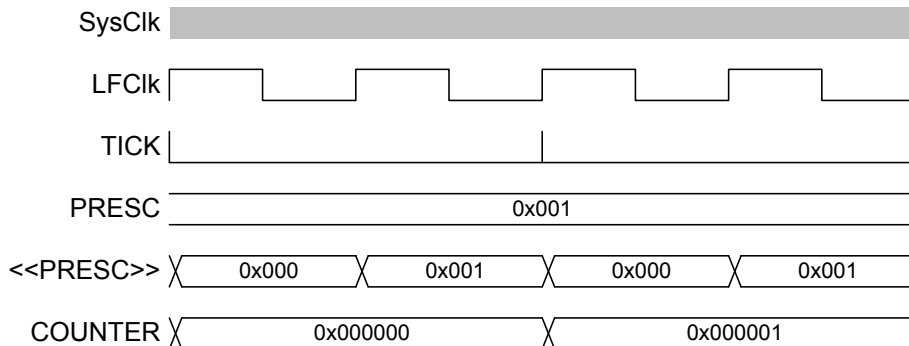 SysClk
LFClk
TICK
PRESC 0x001
<<PRESC>> 0x000 0x001 0x000 0x001
COUNTER 0x000000 0x000001